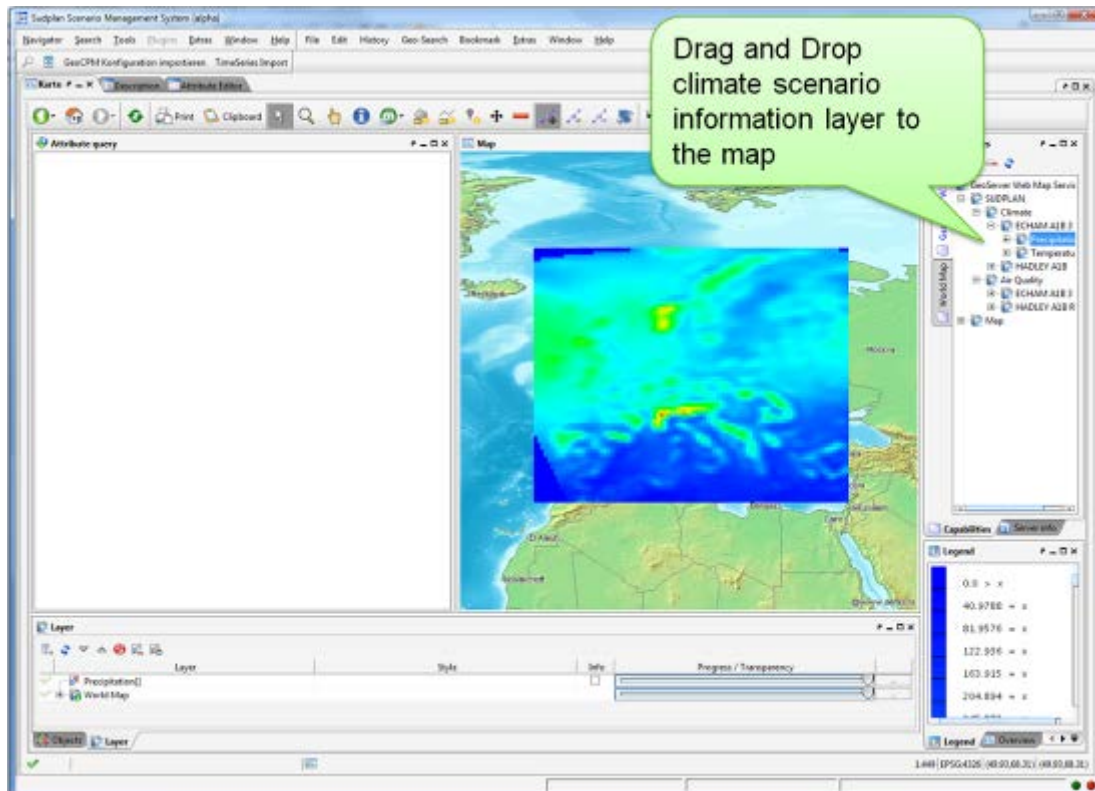 Sudplan Scenario Management System (alpha)
Navigator Search Tools Plugins Extras Window Help File Edit History Geo-Search Bookmark Extras Window Help
GeoCPM Konfiguration importieren TimeSeries Import
Karte Description Attribute Editor
Print Clipboard
Attribute query
Map
Drag and Drop
climate scenario
information layer to
the map
GeoServer Web Map Servic
SUDPLAN
Climate
ECHAM A1B 3
Precipitatio
Temperatu
HADLEY A1B
Air Quality
ECHAM A1B 3
HADLEY A1B R
Map
World Map
Capabilities Server info
Legend
0.0 > x
40.9788 = x
81.9576 = x
122.936 = x
163.915 = x
204.894 = x
Legend Overview
Layer
Layer Style Info Progress / Transparency
Precipitation[]
World Map
Objects Layer